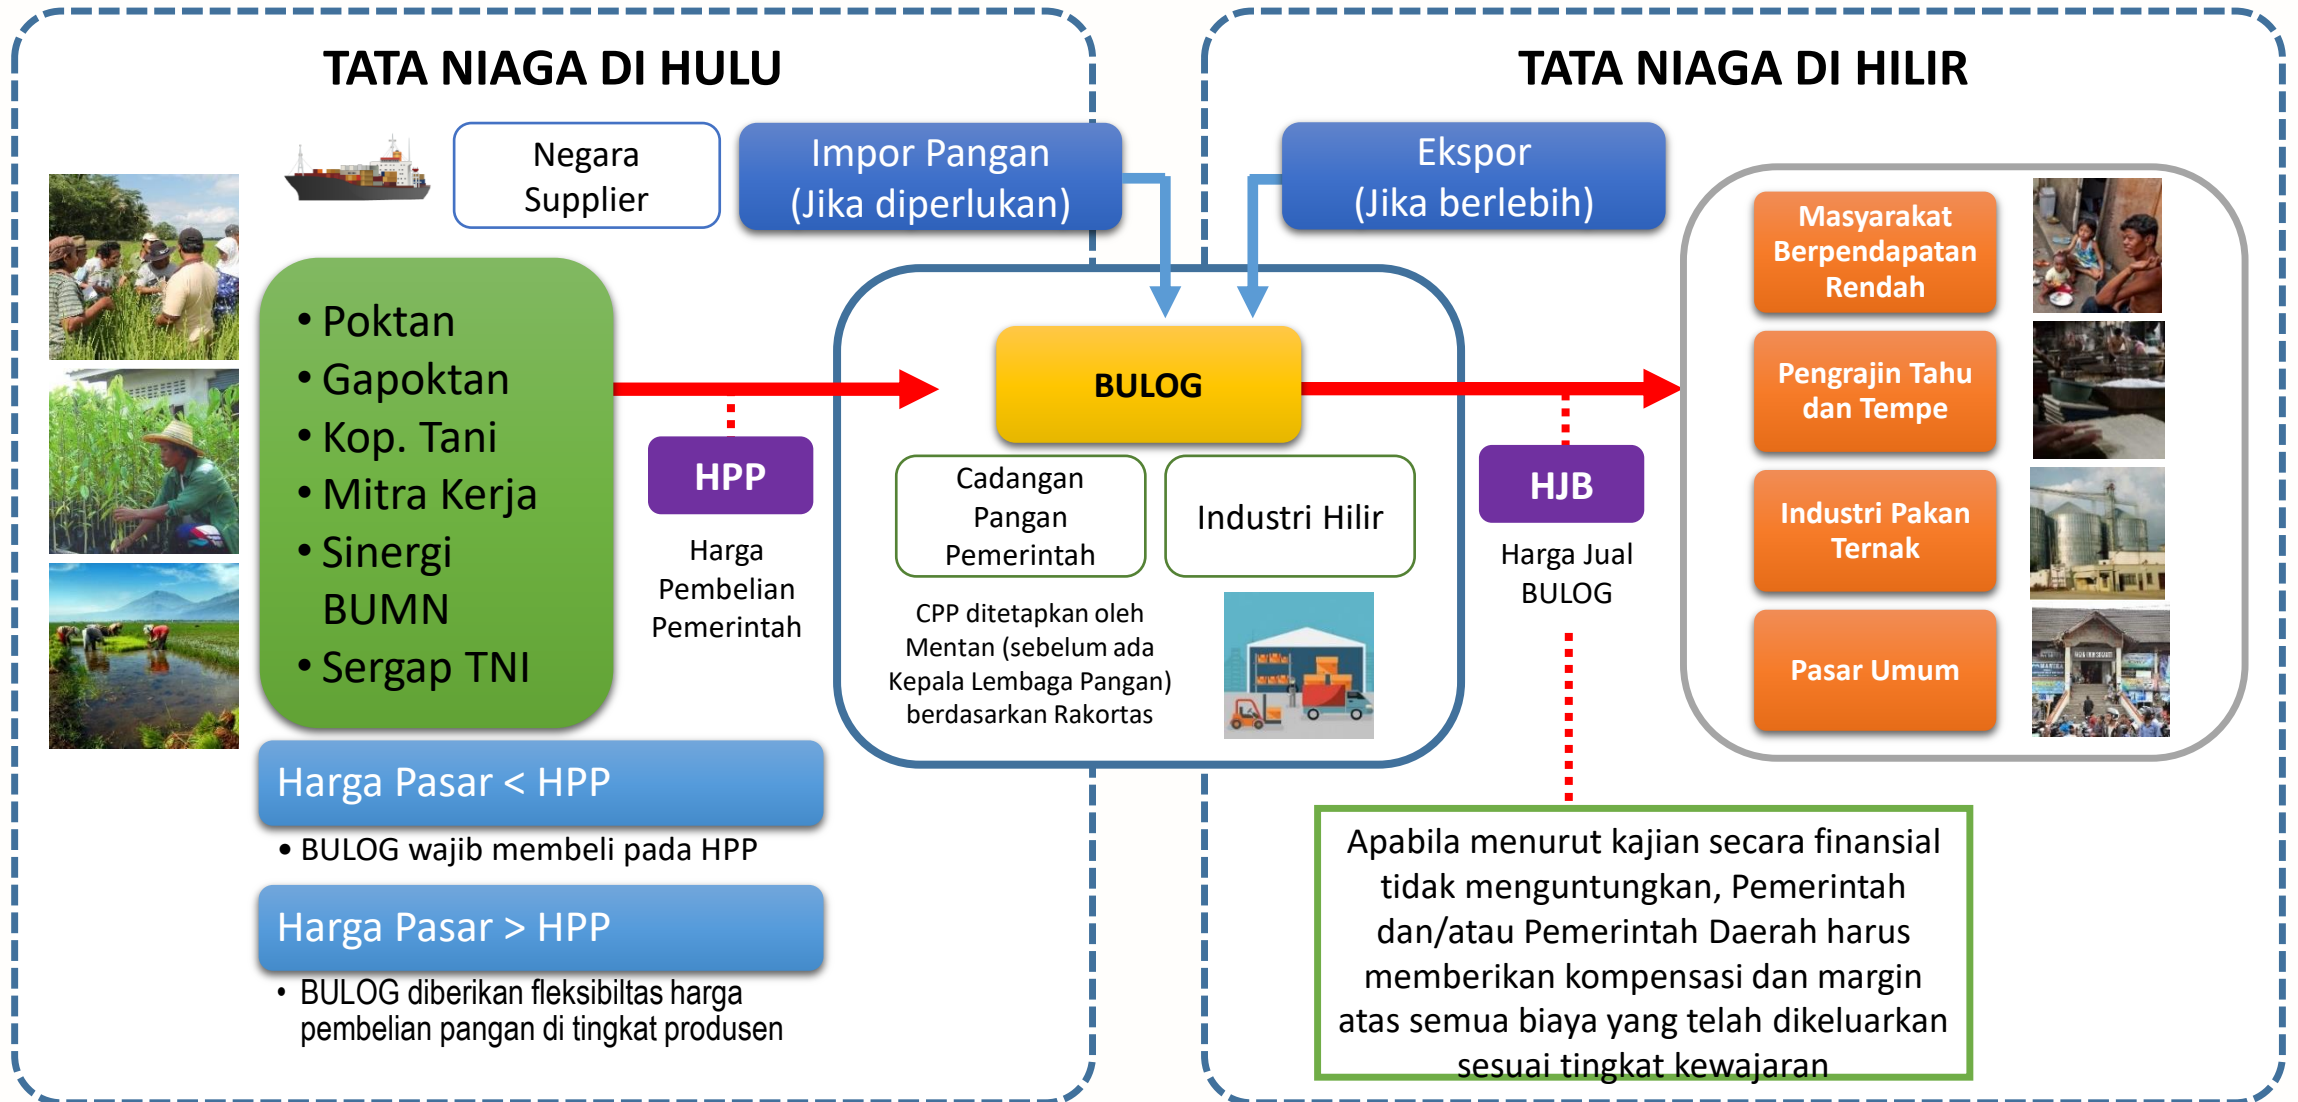 TATA NIAGA DI HULU
Negara
Supplier
Impor Pangan
(Jika diperlukan)
• Poktan
• Gapoktan
• Kop. Tani
• Mitra Kerja
• Sinergi
BUMN
• Sergap TNI
HPP
Harga
Pembelian
Pemerintah
Harga Pasar < HPP
• BULOG wajib membeli pada HPP
Harga Pasar > HPP
• BULOG diberikan fleksibiltas harga
pembelian pangan di tingkat produsen
BULOG
Cadangan
Pangan
Pemerintah
Industri Hilir
CPP ditetapkan oleh
Mentan (sebelum ada
Kepala Lembaga Pangan)
berdasarkan Rakortas
TATA NIAGA DI HILIR
Ekspor
(Jika berlebih)
HJB
Harga Jual
BULOG
Masyarakat
Berpendapatan
Rendah
Pengrajin Tahu
dan Tempe
Industri Pakan
Ternak
Pasar Umum
Apabila menurut kajian secara finansial
tidak menguntungkan, Pemerintah
dan/atau Pemerintah Daerah harus
memberikan kompensasi dan margin
atas semua biaya yang telah dikeluarkan
sesuai tingkat kewajaran